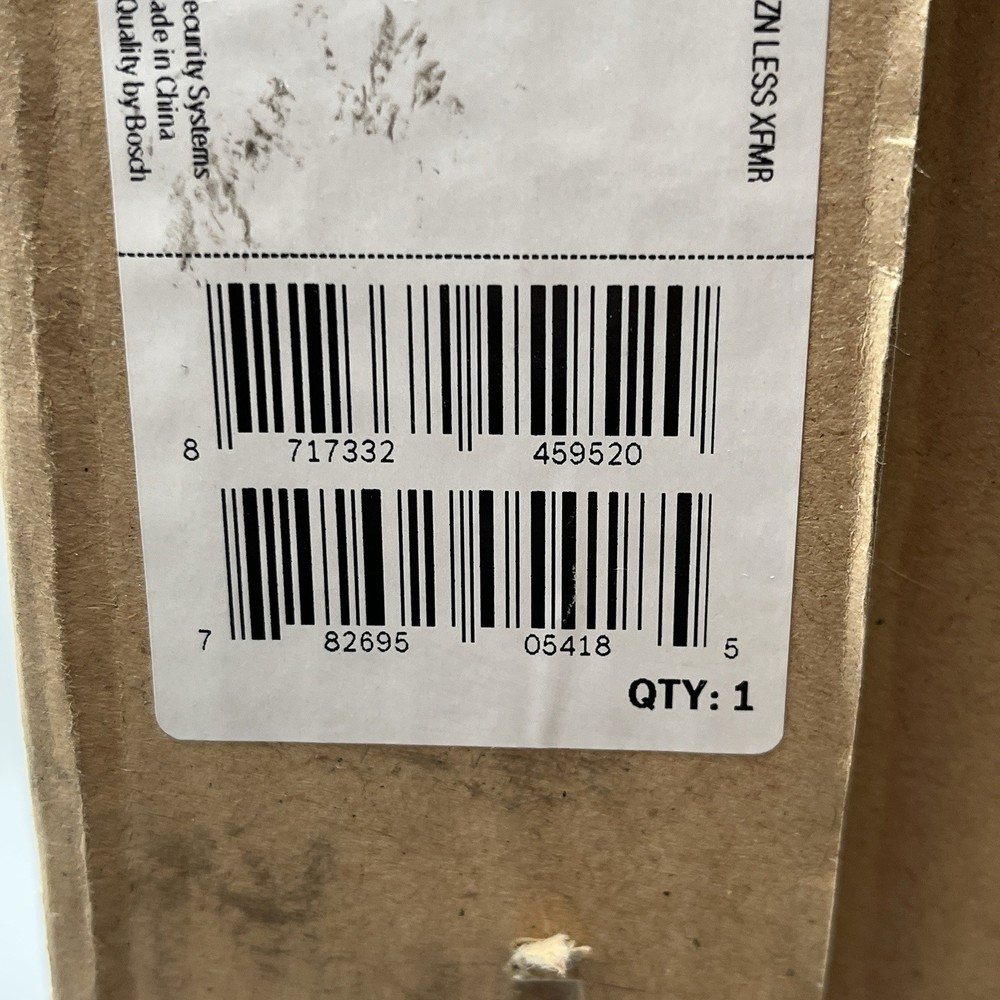 ecurity Systems
ade in China
Quality by Bosch
ZN LESS XFMR
8 717332 459520
7 82695 05418 5
QTY: 1